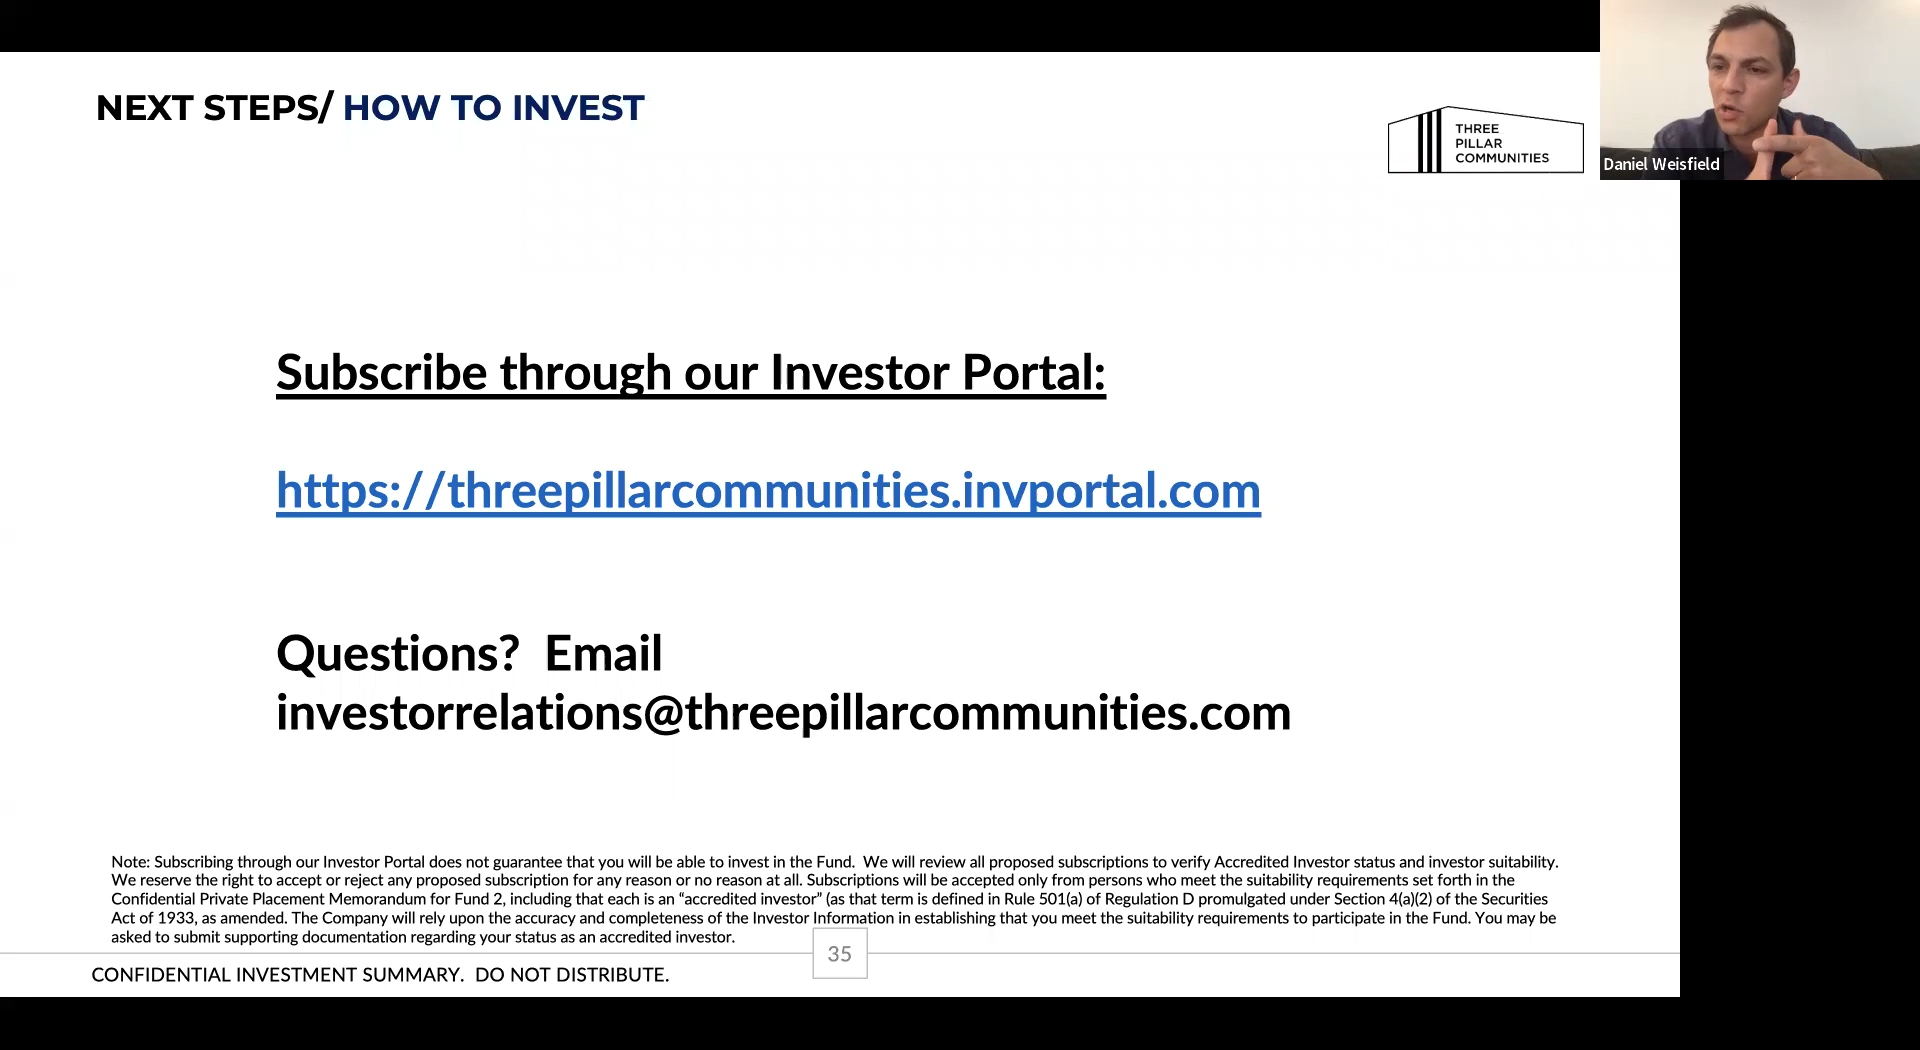 NEXT STEPS/ HOW TO INVEST
THREE
PILLAR
COMMUNITIES
Daniel Weisfield
Subscribe through our Investor Portal:
https://threepillarcommunities.invportal.com
Questions?  Email
investorrelations@threepillarcommunities.com
Note: Subscribing through our Investor Portal does not guarantee that you will be able to invest in the Fund.  We will review all proposed subscriptions to verify Accredited Investor status and investor suitability.
We reserve the right to accept or reject any proposed subscription for any reason or no reason at all. Subscriptions will be accepted only from persons who meet the suitability requirements set forth in the
Confidential Private Placement Memorandum for Fund 2, including that each is an “accredited investor” (as that term is defined in Rule 501(a) of Regulation D promulgated under Section 4(a)(2) of the Securities
Act of 1933, as amended. The Company will rely upon the accuracy and completeness of the Investor Information in establishing that you meet the suitability requirements to participate in the Fund. You may be
asked to submit supporting documentation regarding your status as an accredited investor.
35
CONFIDENTIAL INVESTMENT SUMMARY.  DO NOT DISTRIBUTE.